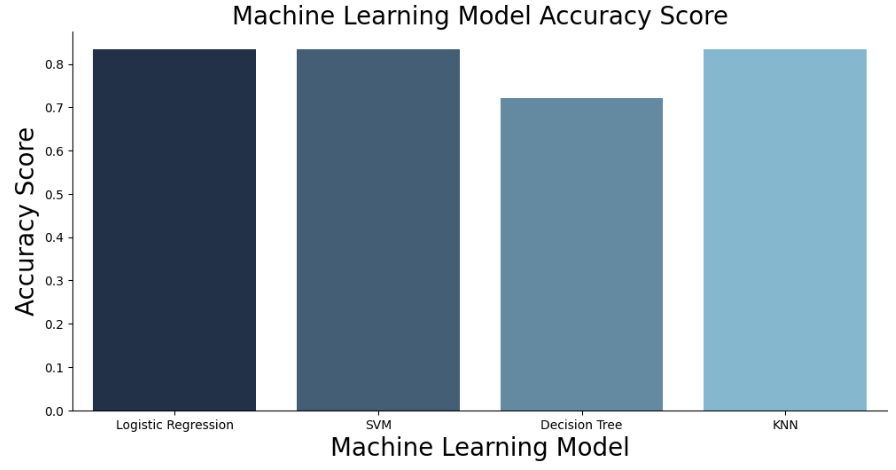 Machine Learning Model Accuracy Score
Accuracy Score
0.8
0.7
0.6
0.5
0.4
0.3
0.2
0.1
0.0
Logistic Regression SVM Decision Tree KNN
Machine Learning Model